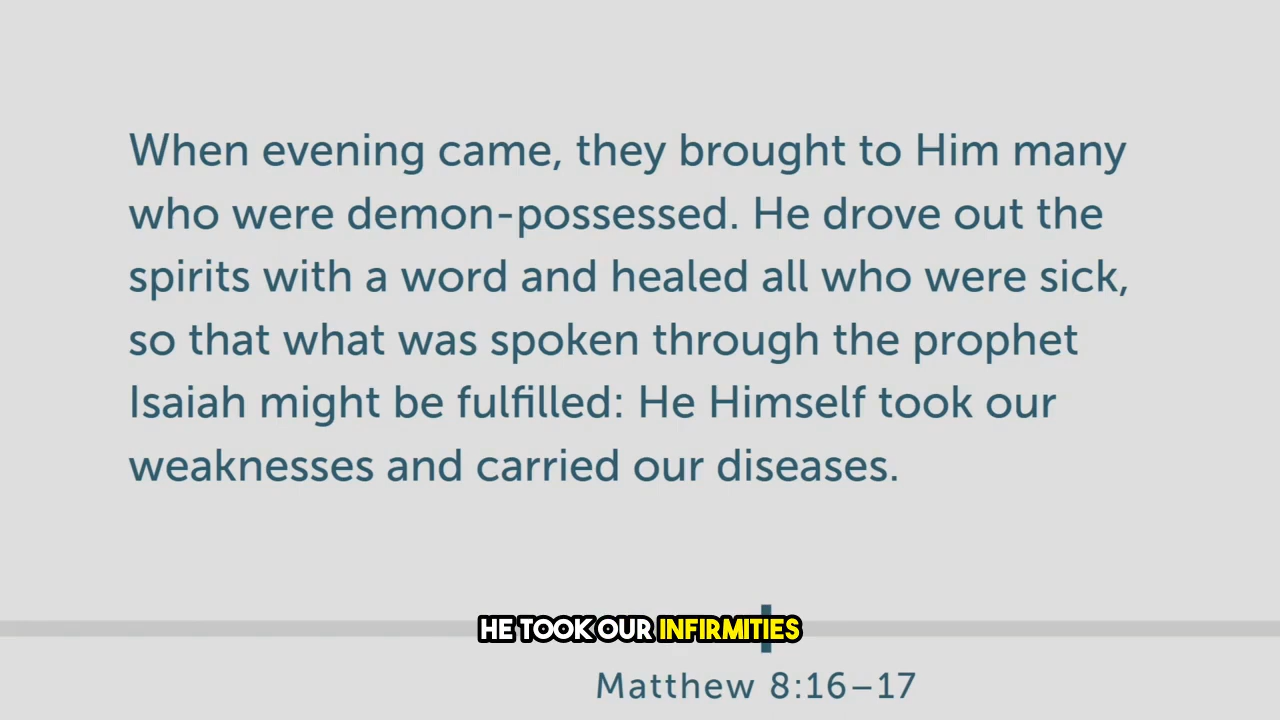 When evening came, they brought to Him many
who were demon-possessed. He drove out the
spirits with a word and healed all who were sick,
so that what was spoken through the prophet
Isaiah might be fulfilled: He Himself took our
weaknesses and carried our diseases.
HE TOOK OUR INFIRMITIES
Matthew 8:16–17